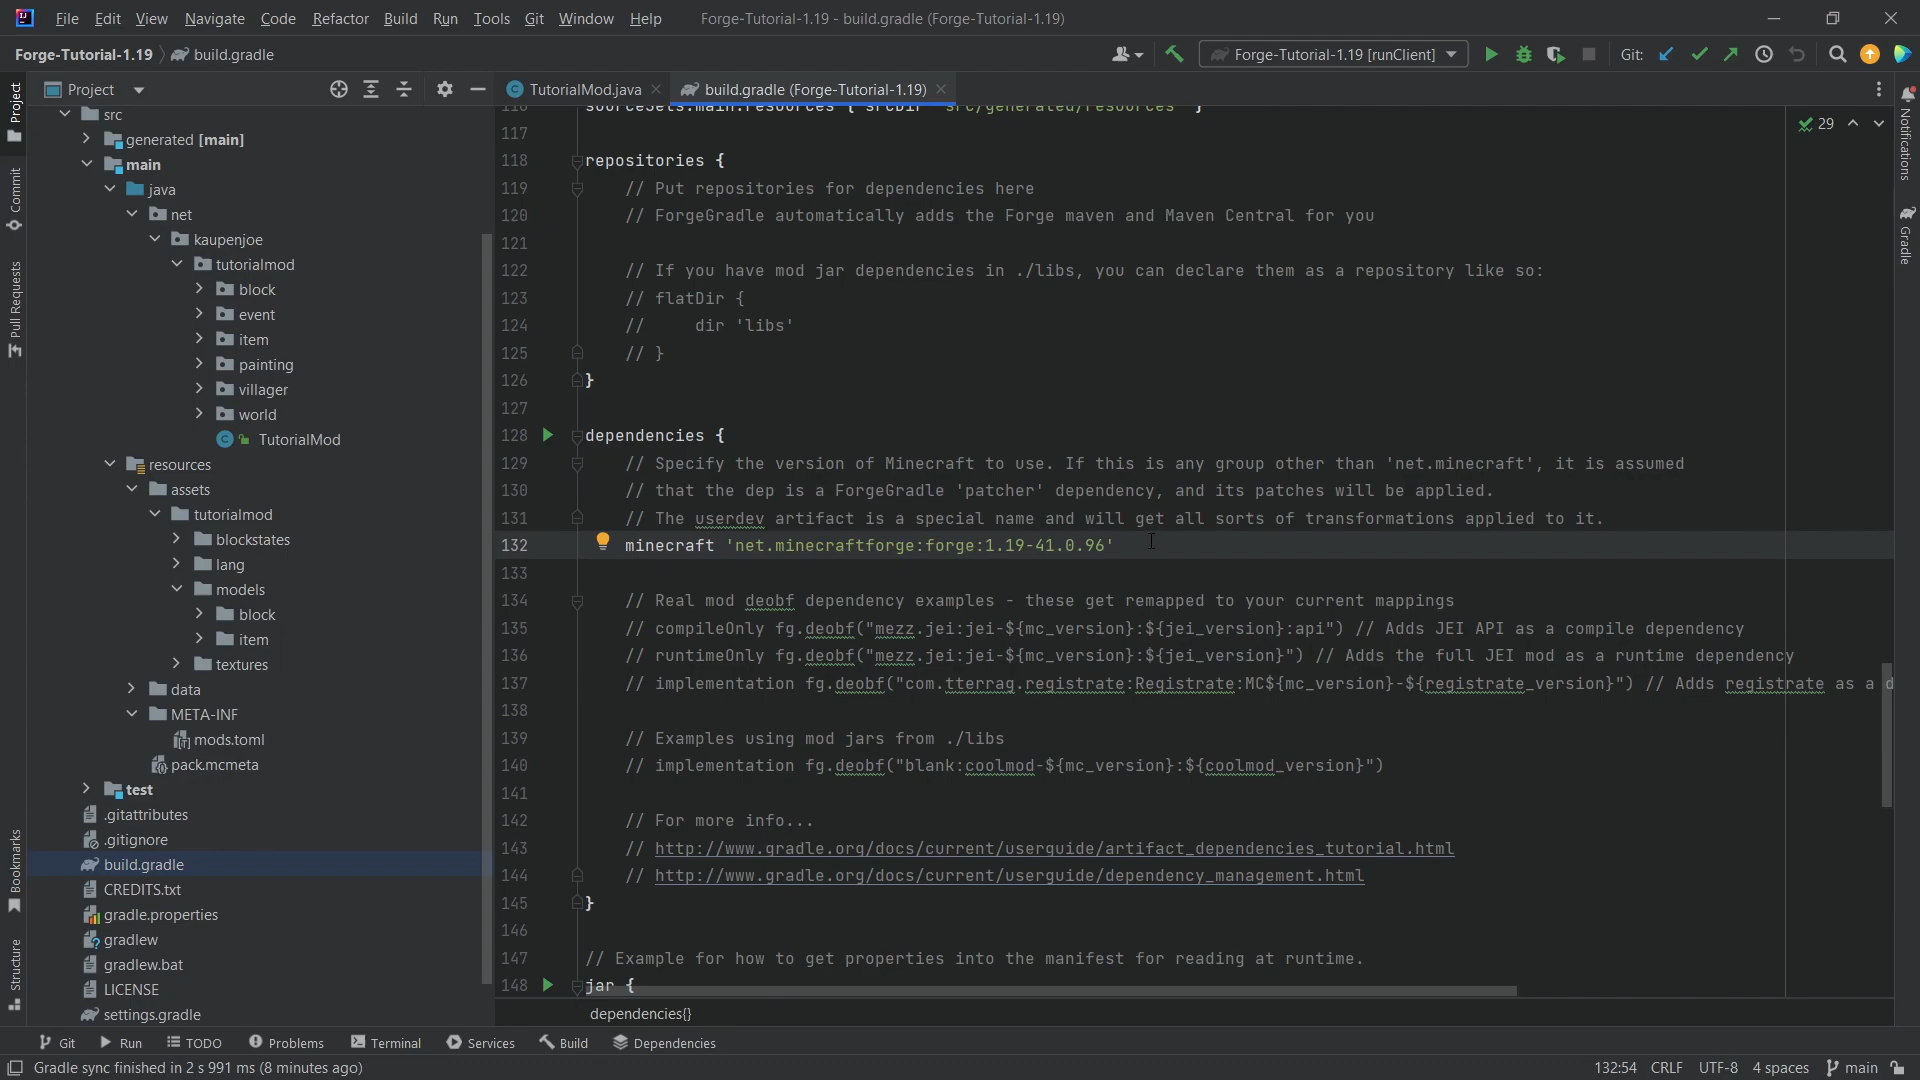 File Edit View Navigate Code Refactor Build Run Tools Git Window Help Forge-Tutorial-1.19 - build.gradle (Forge-Tutorial-1.19)
Forge-Tutorial-1.19 build.gradle Forge-Tutorial-1.19 [runClient] Git:
Project TutorialMod.java build.gradle (Forge-Tutorial-1.19)
Project
Commit
Pull Requests
Bookmarks
Structure
src
generated [main]
main
java
net
kaupenjoe
tutorialmod
block
event
item
painting
villager
world
TutorialMod
resources
assets
tutorialmod
blockstates
lang
models
block
item
textures
data
META-INF
mods.toml
pack.mcmeta
test
.gitattributes
.gitignore
build.gradle
CREDITS.txt
gradle.properties
gradlew
gradlew.bat
LICENSE
settings.gradle
116 sourceSets.main.resources { srcDir 'src/generated/resources' }
117
118 repositories {
119 // Put repositories for dependencies here
120 // ForgeGradle automatically adds the Forge maven and Maven Central for you
121
122 // If you have mod jar dependencies in ./libs, you can declare them as a repository like so:
123 // flatDir {
124 //     dir 'libs'
125 // }
126 }
127
128 dependencies {
129 // Specify the version of Minecraft to use. If this is any group other than 'net.minecraft', it is assumed
130 // that the dep is a ForgeGradle 'patcher' dependency, and its patches will be applied.
131 // The userdev artifact is a special name and will get all sorts of transformations applied to it.
132 minecraft 'net.minecraftforge:forge:1.19-41.0.96'
133
134 // Real mod deobf dependency examples - these get remapped to your current mappings
135 // compileOnly fg.deobf("mezz.jei:jei-${mc_version}:${jei_version}:api") // Adds JEI API as a compile dependency
136 // runtimeOnly fg.deobf("mezz.jei:jei-${mc_version}:${jei_version}") // Adds the full JEI mod as a runtime dependency
137 // implementation fg.deobf("com.tterrag.registrate:Registrate:MC${mc_version}-${registrate_version}") // Adds registrate as a d
138
139 // Examples using mod jars from ./libs
140 // implementation fg.deobf("blank:coolmod-${mc_version}:${coolmod_version}")
141
142 // For more info...
143 // http://www.gradle.org/docs/current/userguide/artifact_dependencies_tutorial.html
144 // http://www.gradle.org/docs/current/userguide/dependency_management.html
145 }
146
147 // Example for how to get properties into the manifest for reading at runtime.
148 jar {
29
Notifications
Gradle
dependencies{}
Git Run TODO Problems Terminal Services Build Dependencies
Gradle sync finished in 2 s 991 ms (8 minutes ago) 132:54 CRLF UTF-8 4 spaces main